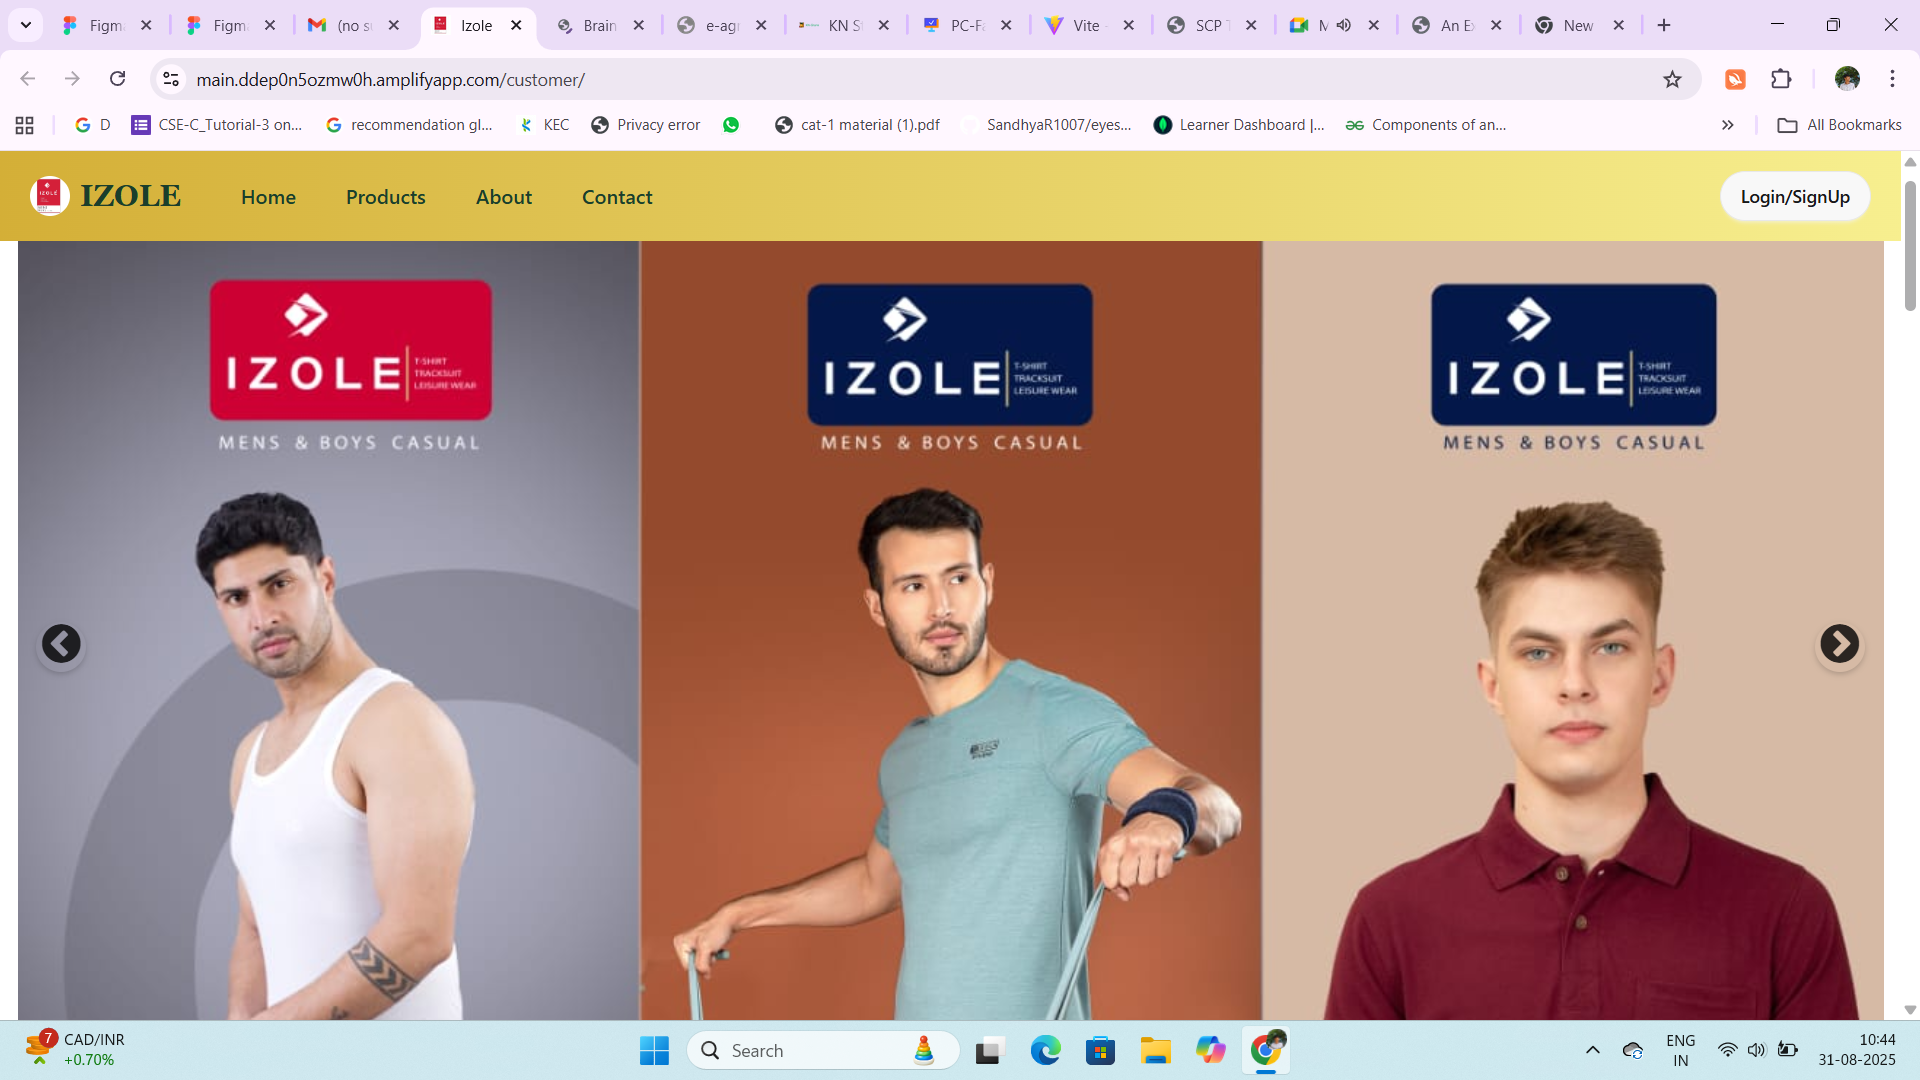 Figm
Figm
(no su
Izole
Brain
e-agr
KN S
PC-Fa
Vite
SCP T
M
An E
New
main.ddep0n5ozmw0h.amplifyapp.com/customer/
D
CSE-C_Tutorial-3 on...
recommendation gl...
KEC
Privacy error
cat-1 material (1).pdf
SandhyaR1007/eyes...
Learner Dashboard |...
Components of an...
All Bookmarks
IZOLE
Home
Products
About
Contact
Login/SignUp
IZOLE
T-SHIRT
TRACKSUIT
LEISURE WEAR
MENS & BOYS CASUAL
IZOLE
T-SHIRT
TRACKSUIT
LEISURE WEAR
MENS & BOYS CASUAL
IZOLE
T-SHIRT
TRACKSUIT
LEISURE WEAR
MENS & BOYS CASUAL
7
CAD/INR
+0.70%
Search
ENG
IN
10:44
31-08-2025